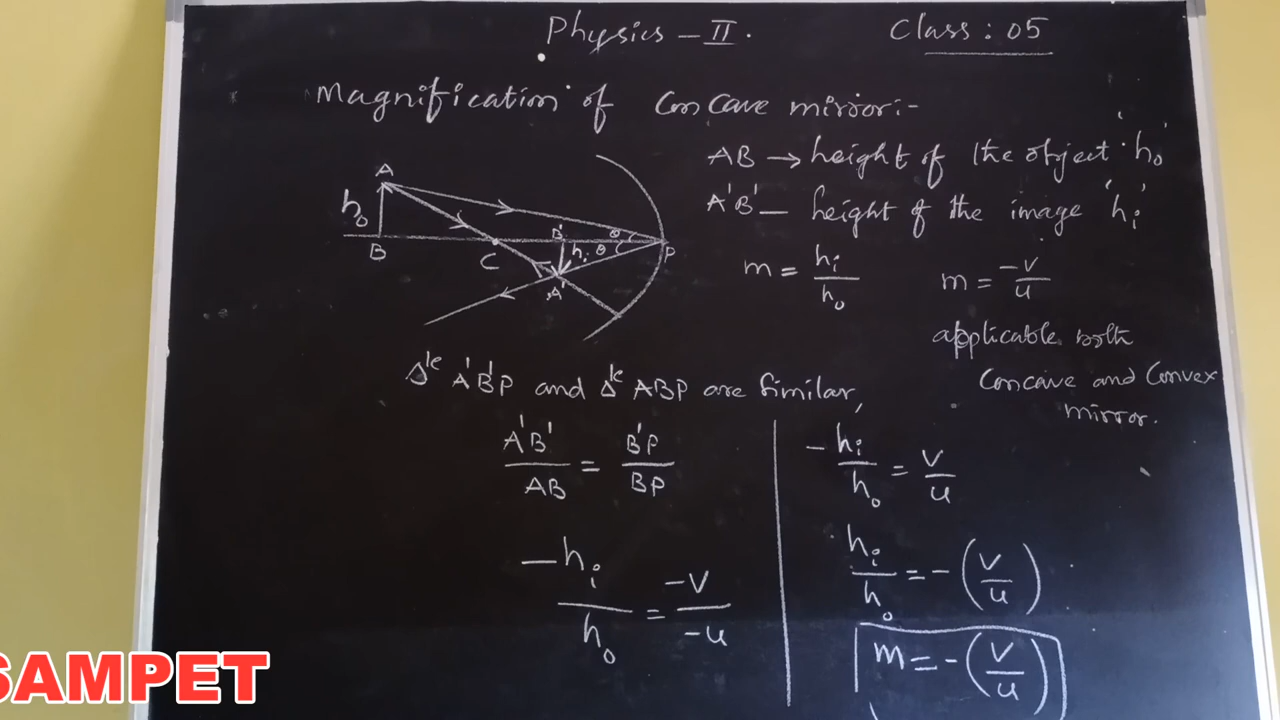 Physics - II.
Class: 05
Magnification of Concave mirror:-
AB → height of the object 'h₀'
A'B' - height of the image 'hᵢ'
m = hᵢ/h₀
m = -v/u
applicable both
Concave and Convex
mirror.
A
h₀
B
C
B'
hᵢ
θ
θ
P
A'
Δle A'B'P and Δle ABP are Similar,
A'B'/AB = B'P/BP
-hᵢ/h₀ = -v/-u
-hᵢ/h₀ = v/u
hᵢ/h₀ = -(v/u)
m = -(v/u)
SAMPET